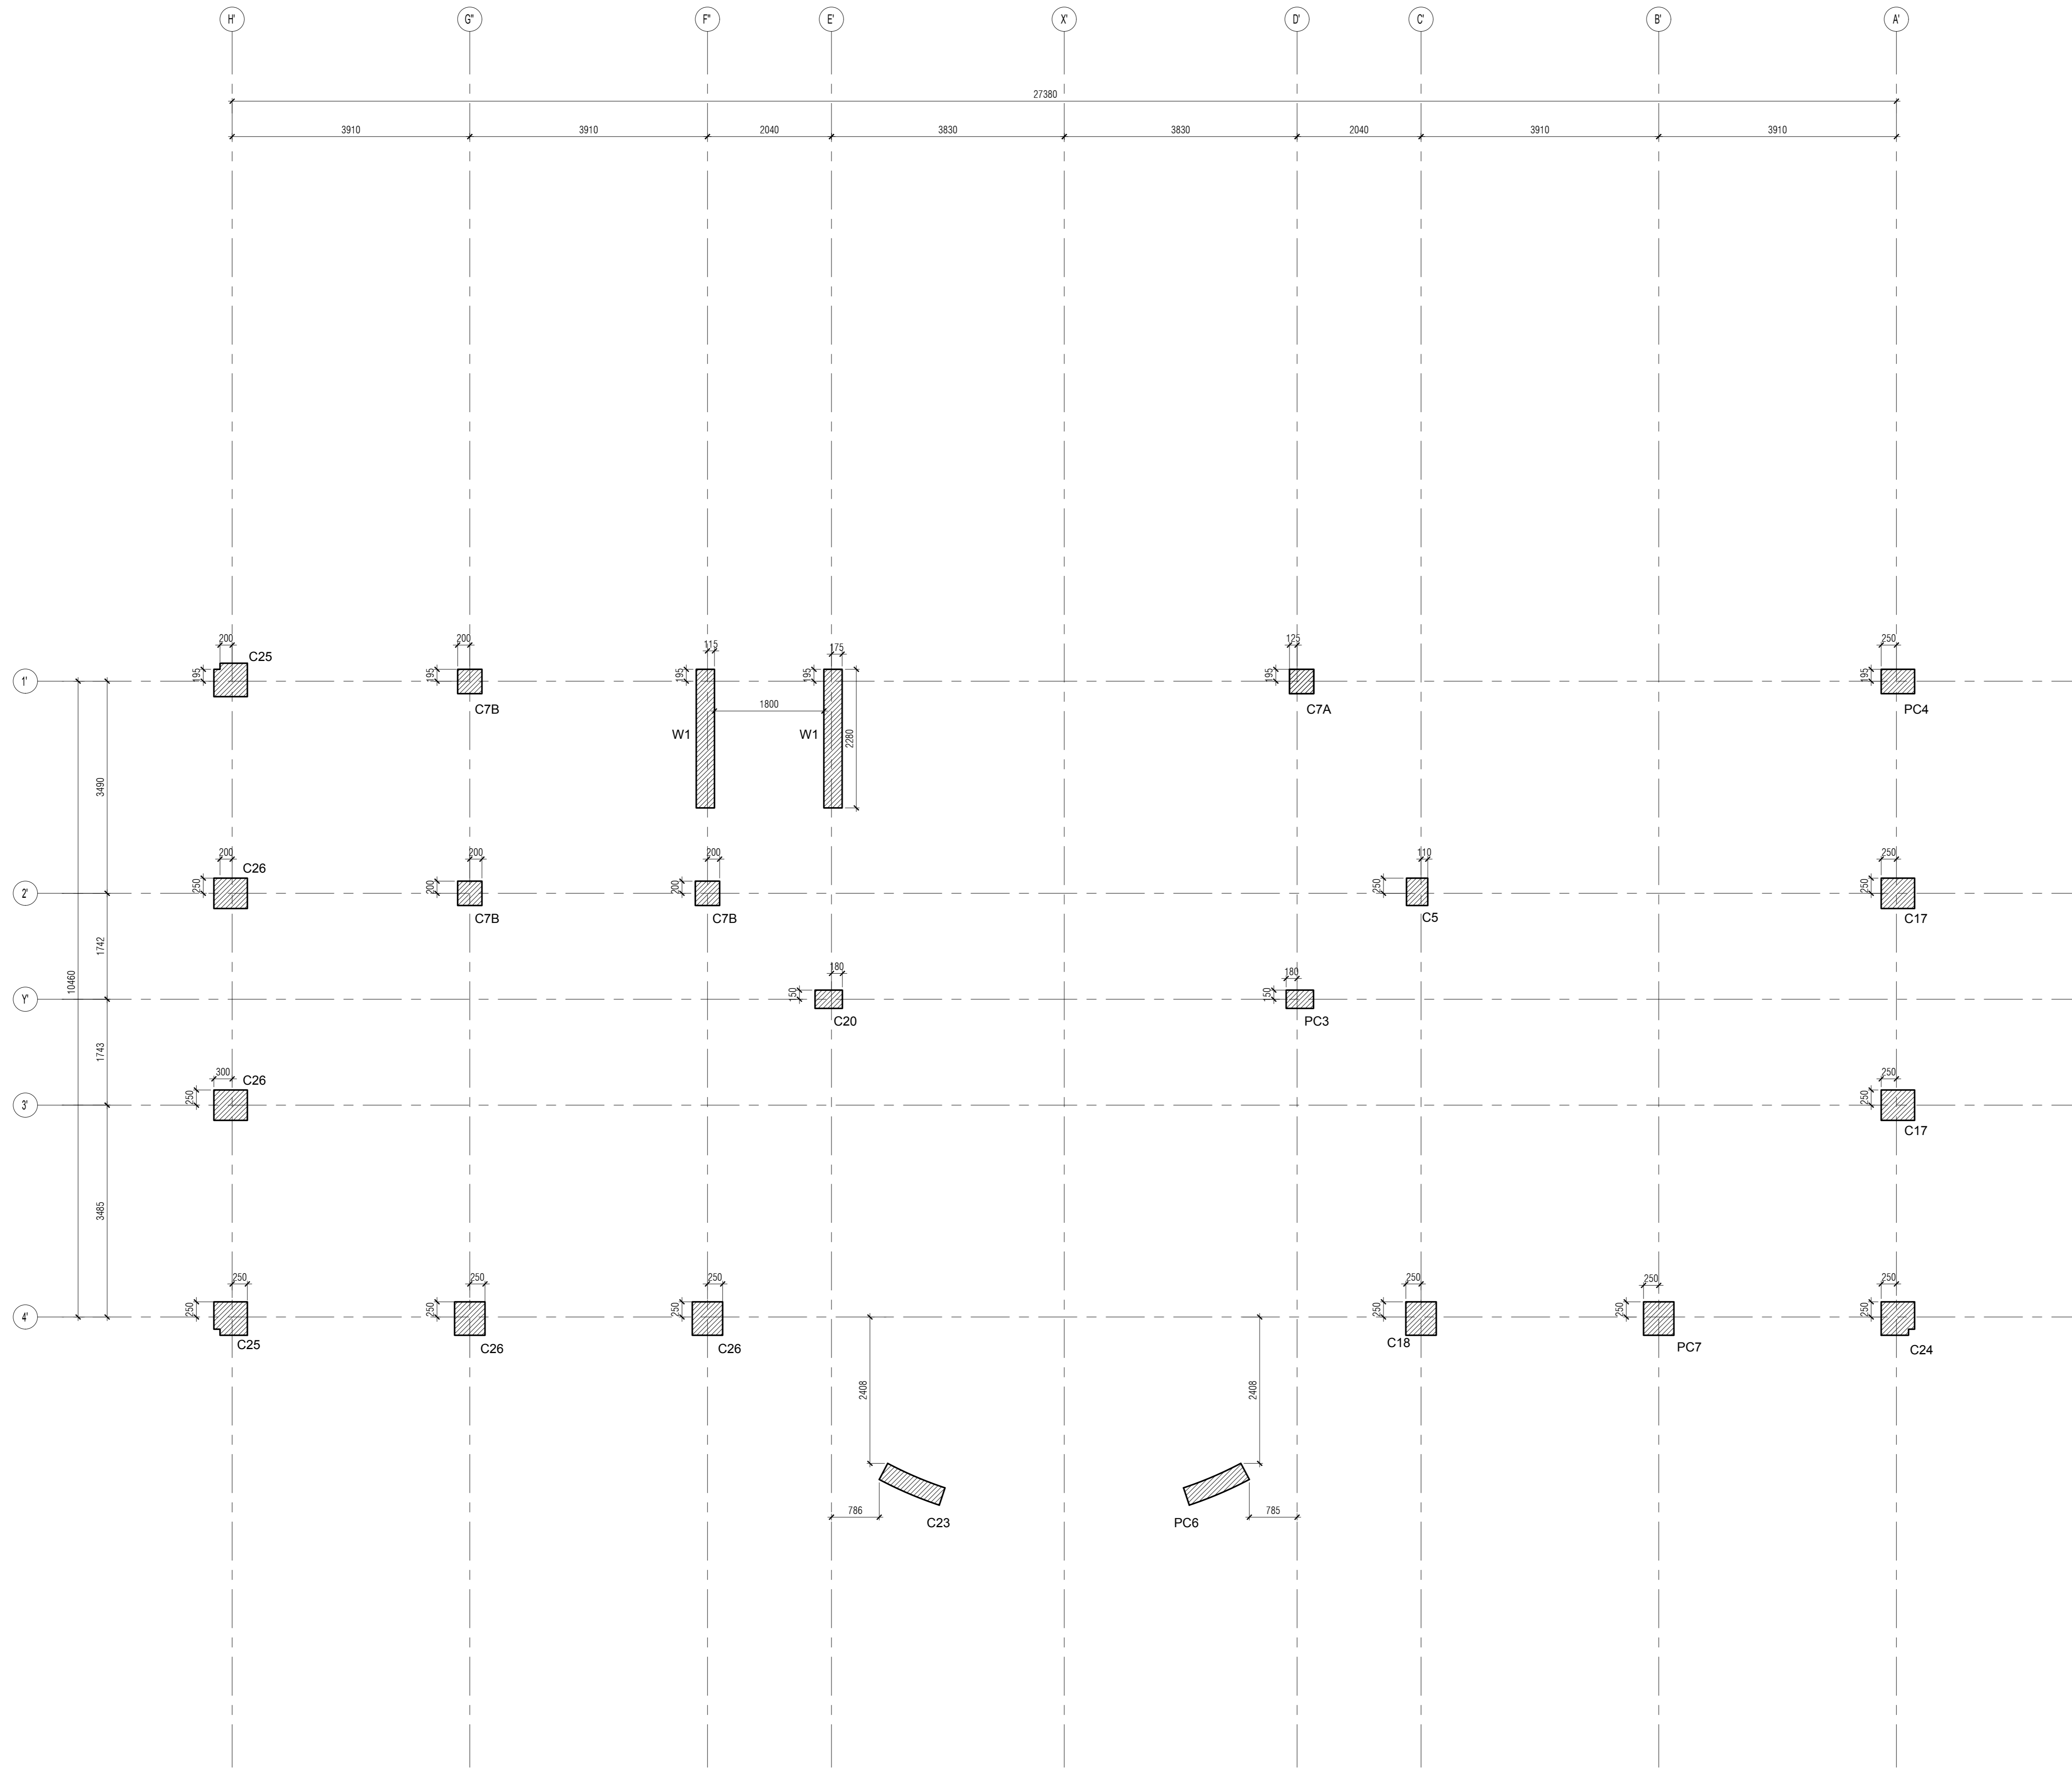 H' G" F" E' X' D' C' B' A'
27380
3910 3910 2040 3830 3830 2040 3910 3910
200 C25 200 115 175 125 250
1' 195 195 195 195 195 195
C7B 1800 C7A PC4
W1 W1 2280
3490
200 C26 200 200 110 250
2' 250 200 200 250 250
C7B C7B C5 C17
1742
10460
180 180
Y' 150 150
C20 PC3
1743
300 C26 250
3' 250 250
C17
3485
250 250 250 250 250 250
4' 250 250 250 250 250 250
C25 C26 C26 C18 PC7 C24
2408 2408
786 785
C23 PC6